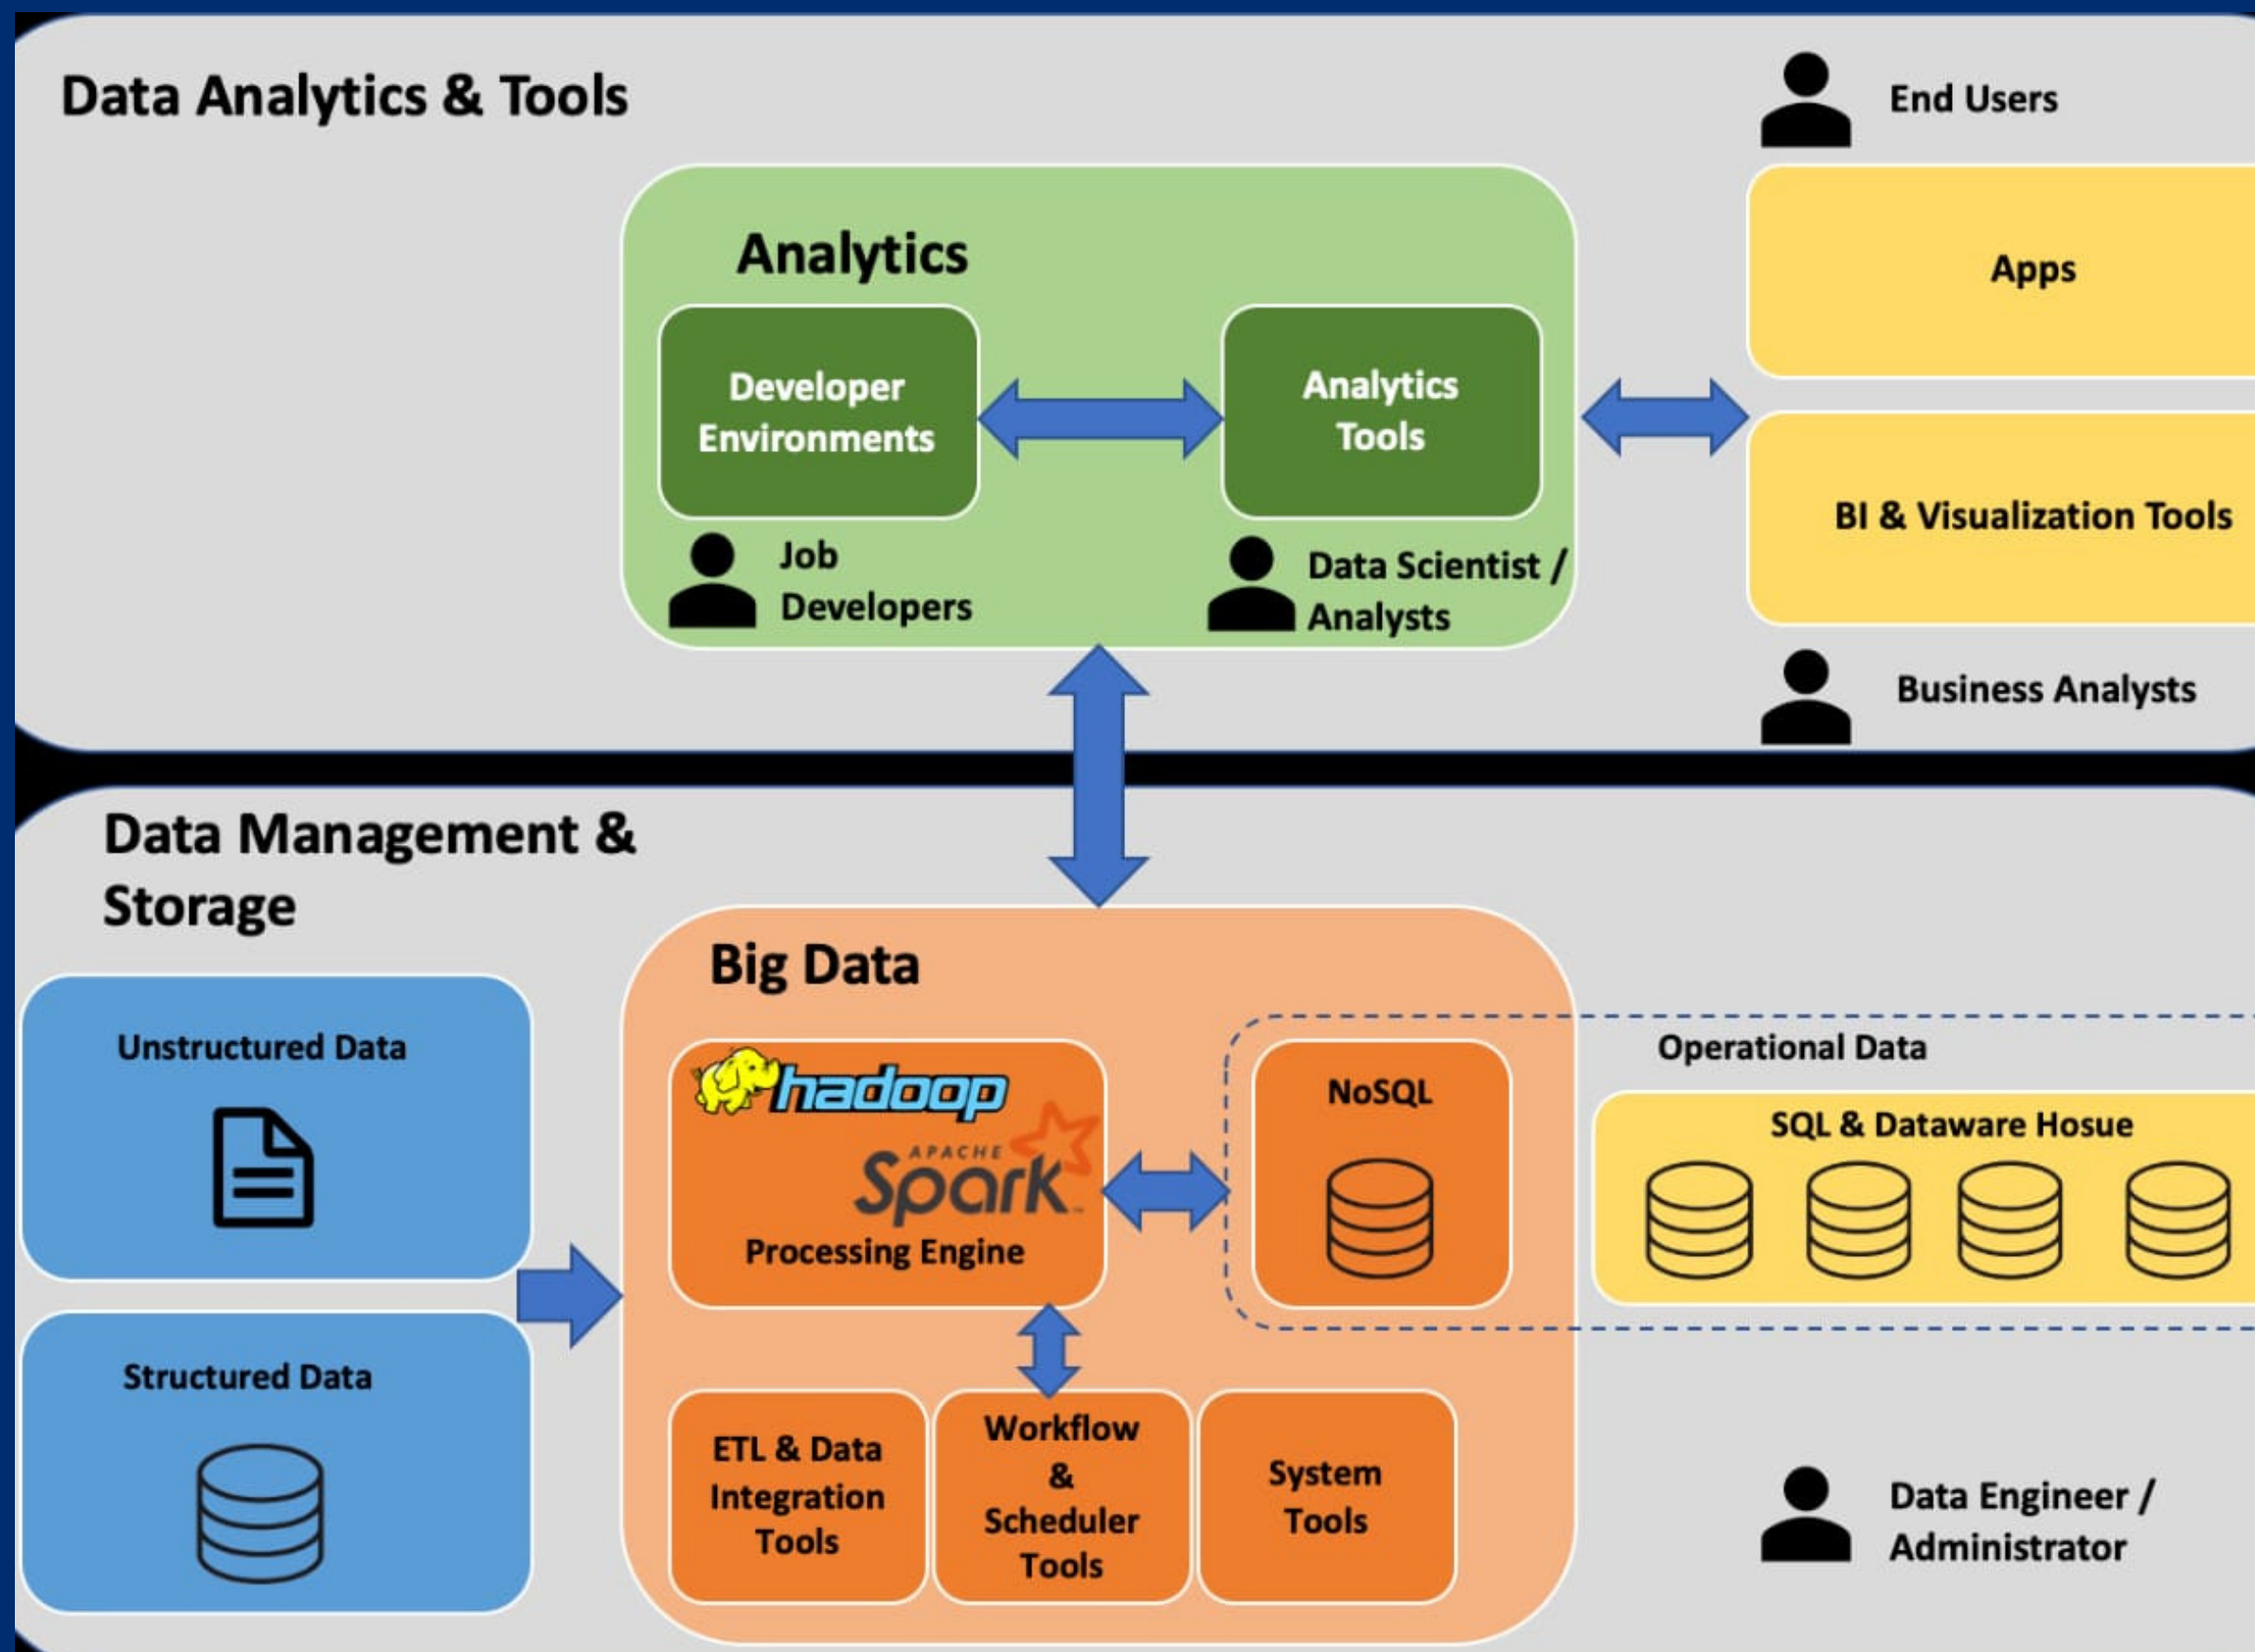 Data Analytics & Tools
End Users
Analytics
Apps
Developer
Environments
Analytics
Tools
BI & Visualization Tools
Job
Developers
Data Scientist /
Analysts
Business Analysts
Data Management &
Storage
Big Data
Unstructured Data
hadoop
APACHE
Spark
Processing Engine
NoSQL
Operational Data
SQL & Dataware Hosue
Structured Data
ETL & Data
Integration
Tools
Workflow
&
Scheduler
Tools
System
Tools
Data Engineer /
Administrator